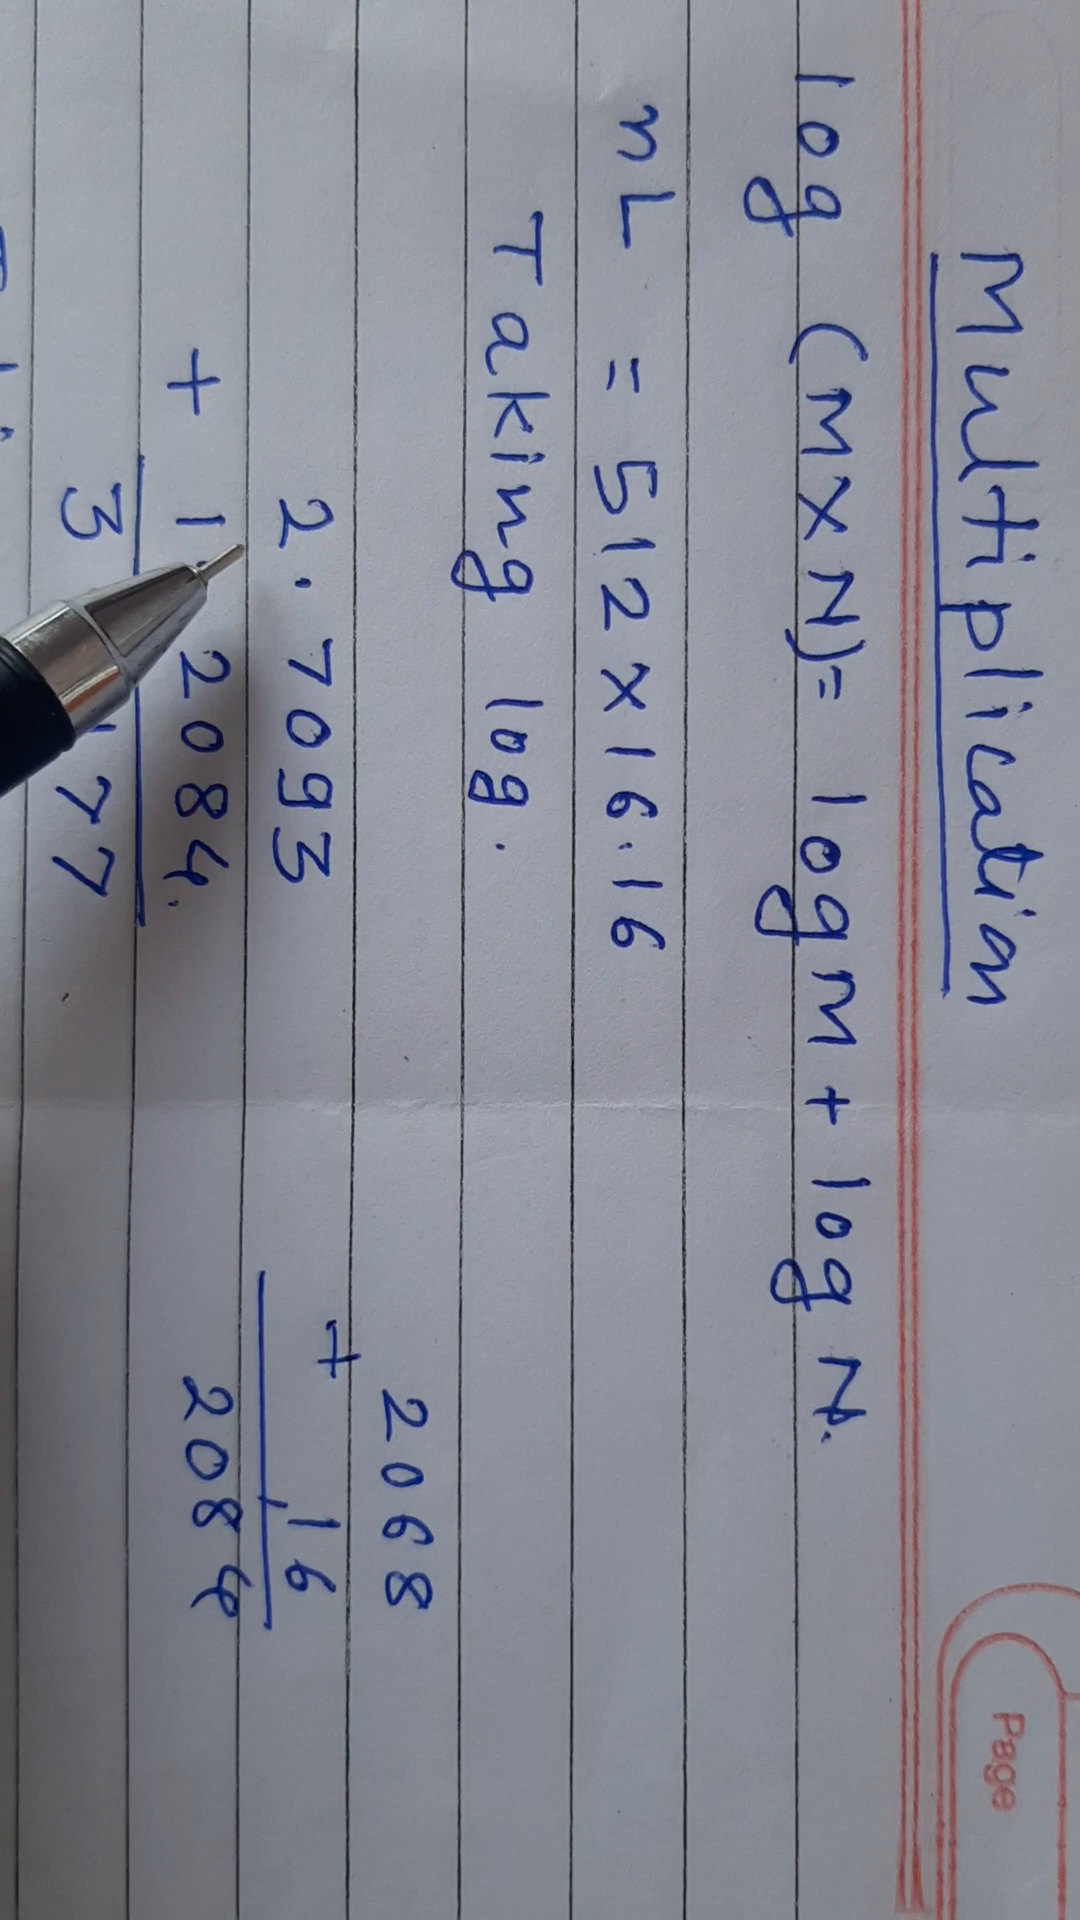 Page
Multiplication
log (M×N)= log M + log N.
nL = 512×16.16
Taking log.
2068
2.7093
+ 16
+ 1 2084.
2084
3 77